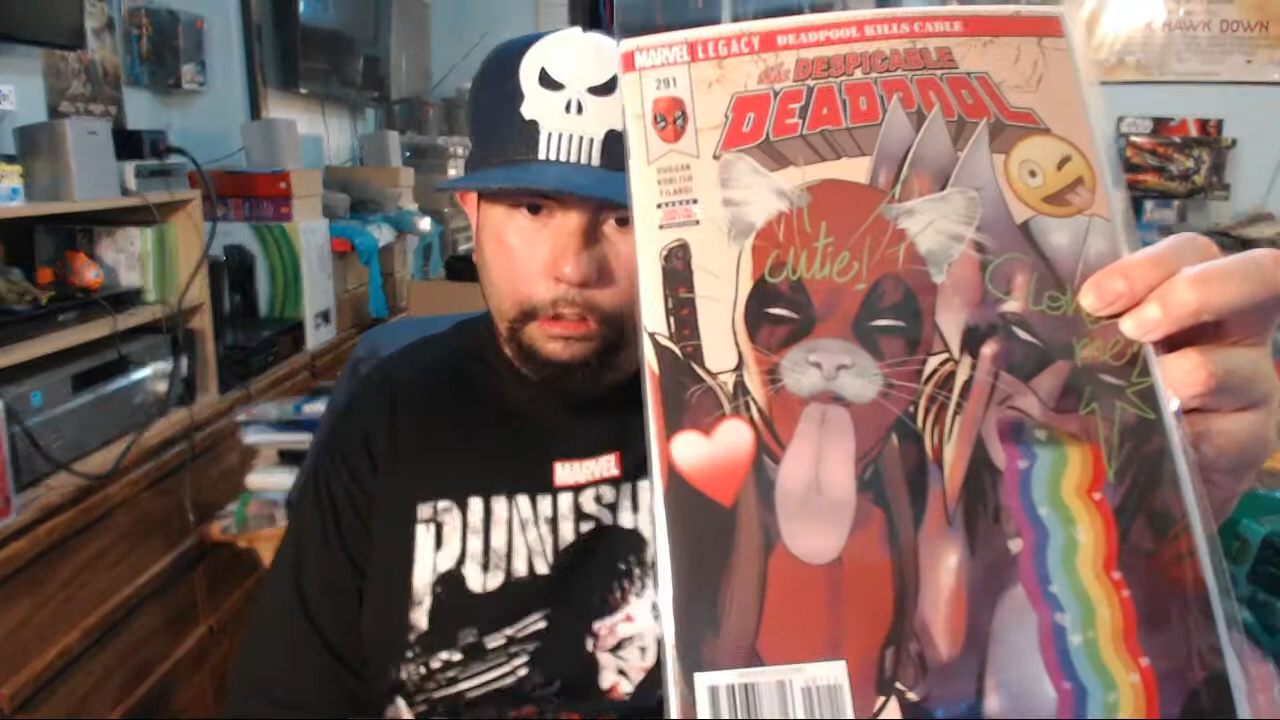 MARVEL LEGACY DEADPOOL KILLS CABLE
291
The DESPICABLE
DEADPOOL
DUGGAN
KOBLISH
FILARDI
cutie!
HAWK DOWN
MARVEL
PUNISH